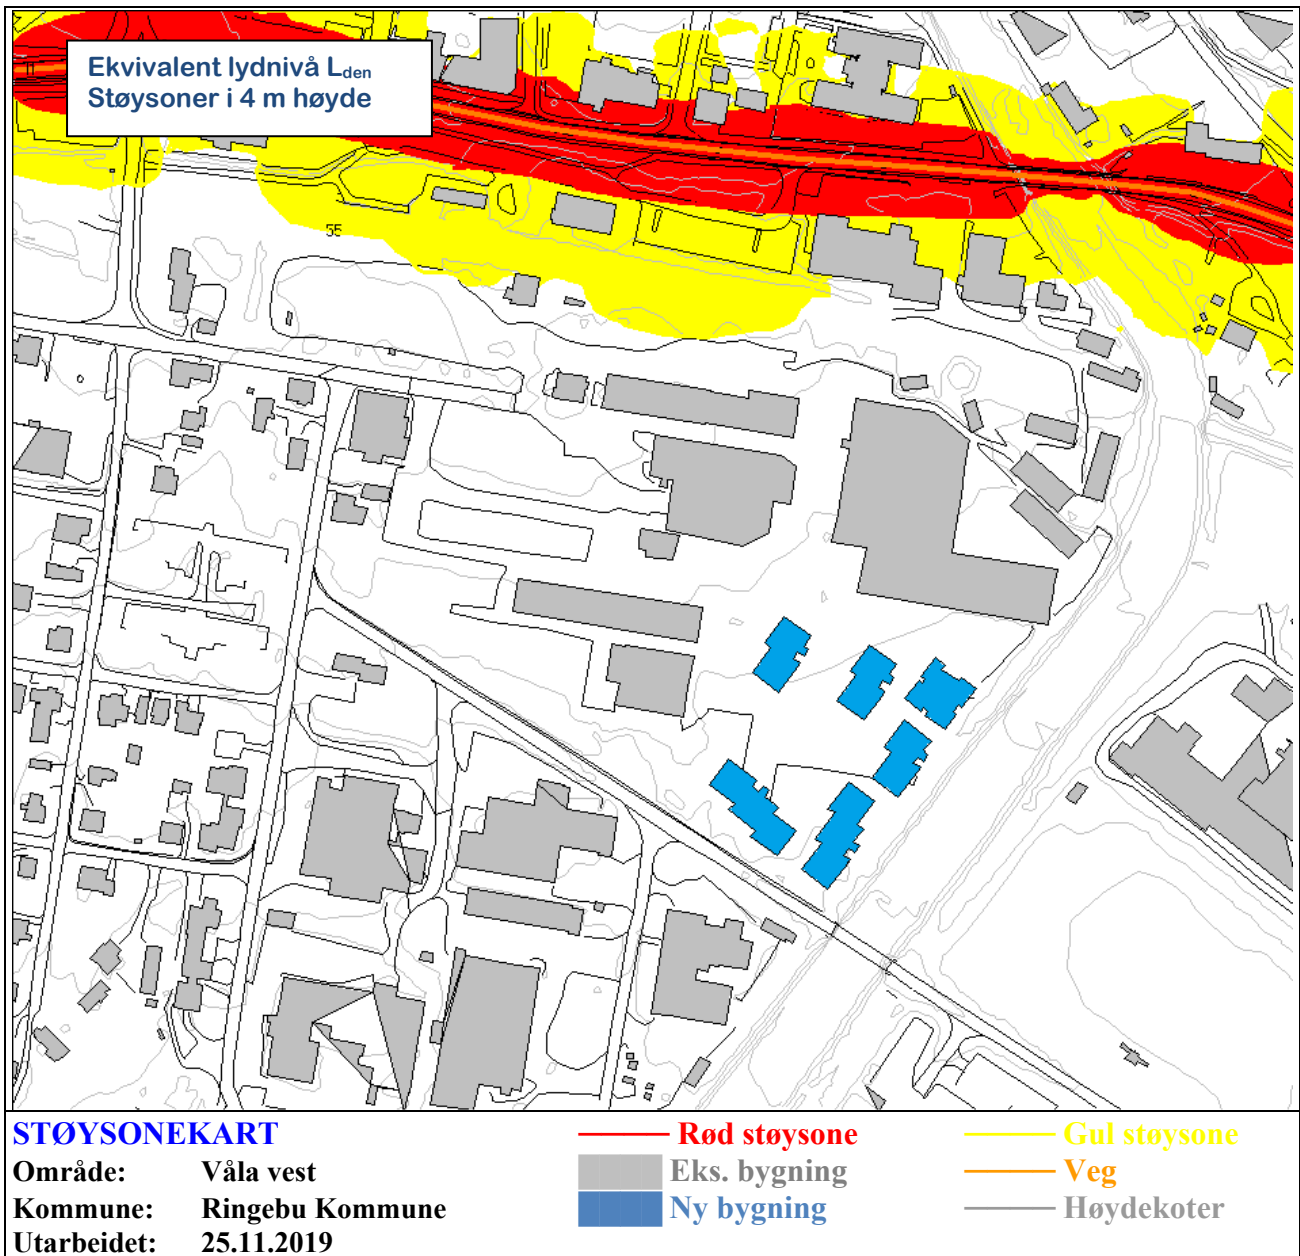 Ekvivalent lydnivå Lden
Støysoner i 4 m høyde
55
STØYSONEKART
Område: Våla vest
Kommune: Ringebu Kommune
Utarbeidet: 25.11.2019
Rød støysone
Eks. bygning
Ny bygning
Gul støysone
Veg
Høydekoter